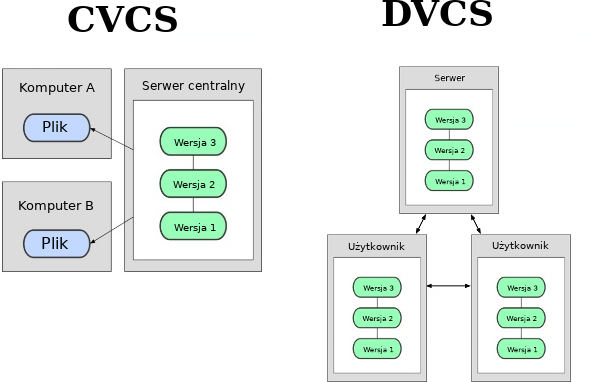 CVCS
Komputer A
Plik
Komputer B
Plik
Serwer centralny
Wersja 3
Wersja 2
Wersja 1
DVCS
Serwer
Wersja 3
Wersja 2
Wersja 1
Użytkownik
Wersja 3
Wersja 2
Wersja 1
Użytkownik
Wersja 3
Wersja 2
Wersja 1